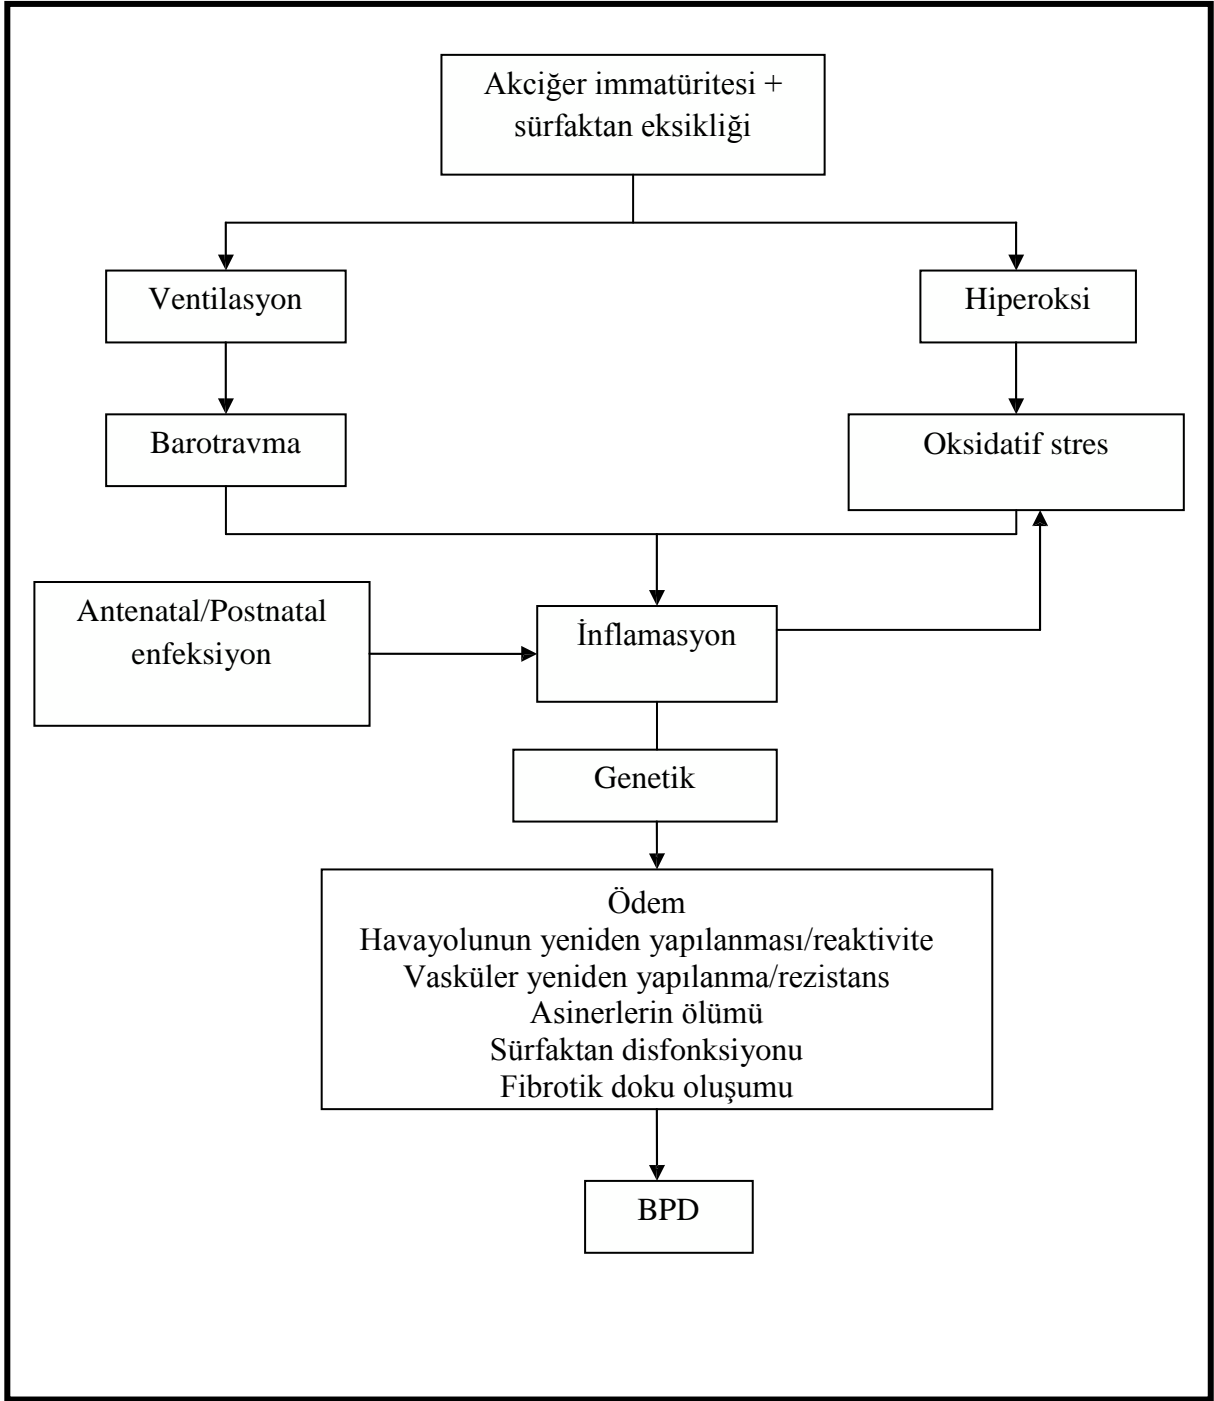 Akciğer immatüritesi +
sürfaktan eksikliği
Ventilasyon
Hiperoksi
Barotravma
Oksidatif stres
Antenatal/Postnatal
enfeksiyon
İnflamasyon
Genetik
Ödem
Havayolunun yeniden yapılanması/reaktivite
Vasküler yeniden yapılanma/rezistans
Asinerlerin ölümü
Sürfaktan disfonksiyonu
Fibrotik doku oluşumu
BPD